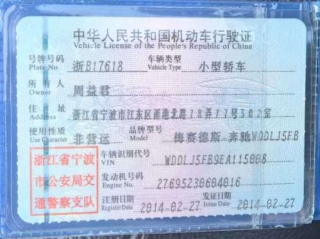 中华人民共和国机动车行驶证
Vehicle License of the People's Republic of China
号牌号码 Plate No. 浙B17618 车辆类型 Vehicle Type 小型轿车
所有人 Owner 周益君
住址 Address 浙江省宁波市江东区
使用性质 Use Character 非营运 品牌型号 Model 梅赛德斯-奔驰WDDLJ5FB
浙江省宁波
市公安局交
通警察支队
车辆识别代号 VIN WDDLJ5FB9EA115008
发动机号码 Engine No. 27695230604016
注册日期 Register Date 2014-02-27 发证日期 Issue Date 2014-02-27